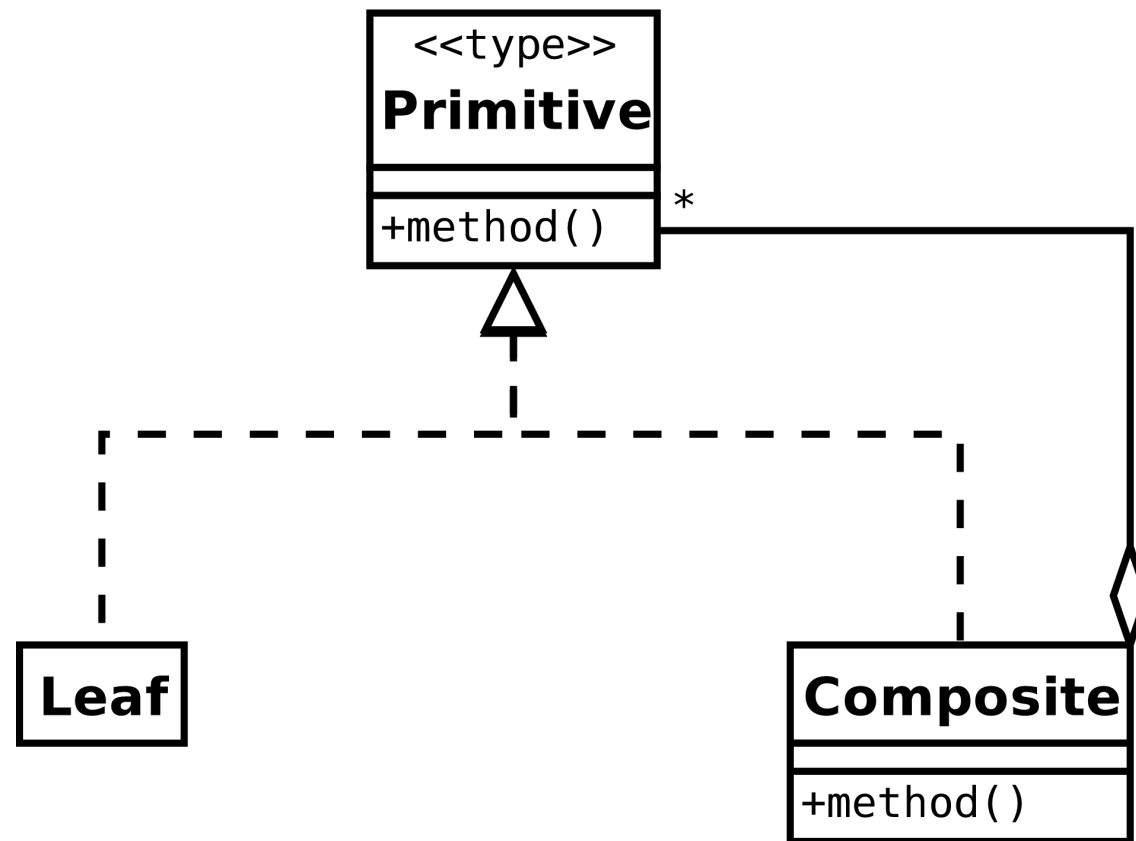 <<type>>
Primitive
+method()
*
Leaf
Composite
+method()